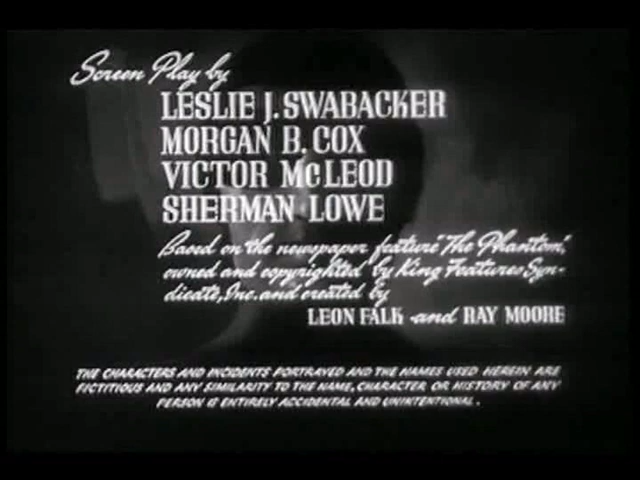 Screen Play by
LESLIE J. SWABACKER
MORGAN B. COX
VICTOR McLEOD
SHERMAN LOWE
Based on the newspaper feature "The Phantom",
owned and copyrighted by King Features Syn-
dicate, Inc. and created by
LEON FALK and RAY MOORE
THE CHARACTERS AND INCIDENTS PORTRAYED AND THE NAMES USED HEREIN ARE
FICTITIOUS AND ANY SIMILARITY TO THE NAME, CHARACTER OR HISTORY OF ANY
PERSON IS ENTIRELY ACCIDENTAL AND UNINTENTIONAL.